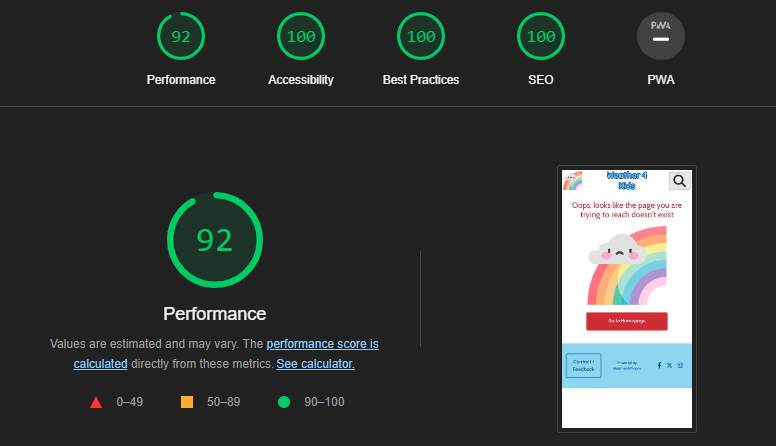 92
100
100
100
PWA
Performance
Accessibility
Best Practices
SEO
PWA
92
Performance
Values are estimated and may vary. The performance score is
calculated directly from these metrics. See calculator.
0–49
50–89
90–100
Weather 4
Kids
Oops, looks like the page you are
trying to reach doesn't exist
Go to Homepage
Contact /
Feedback
Powered by